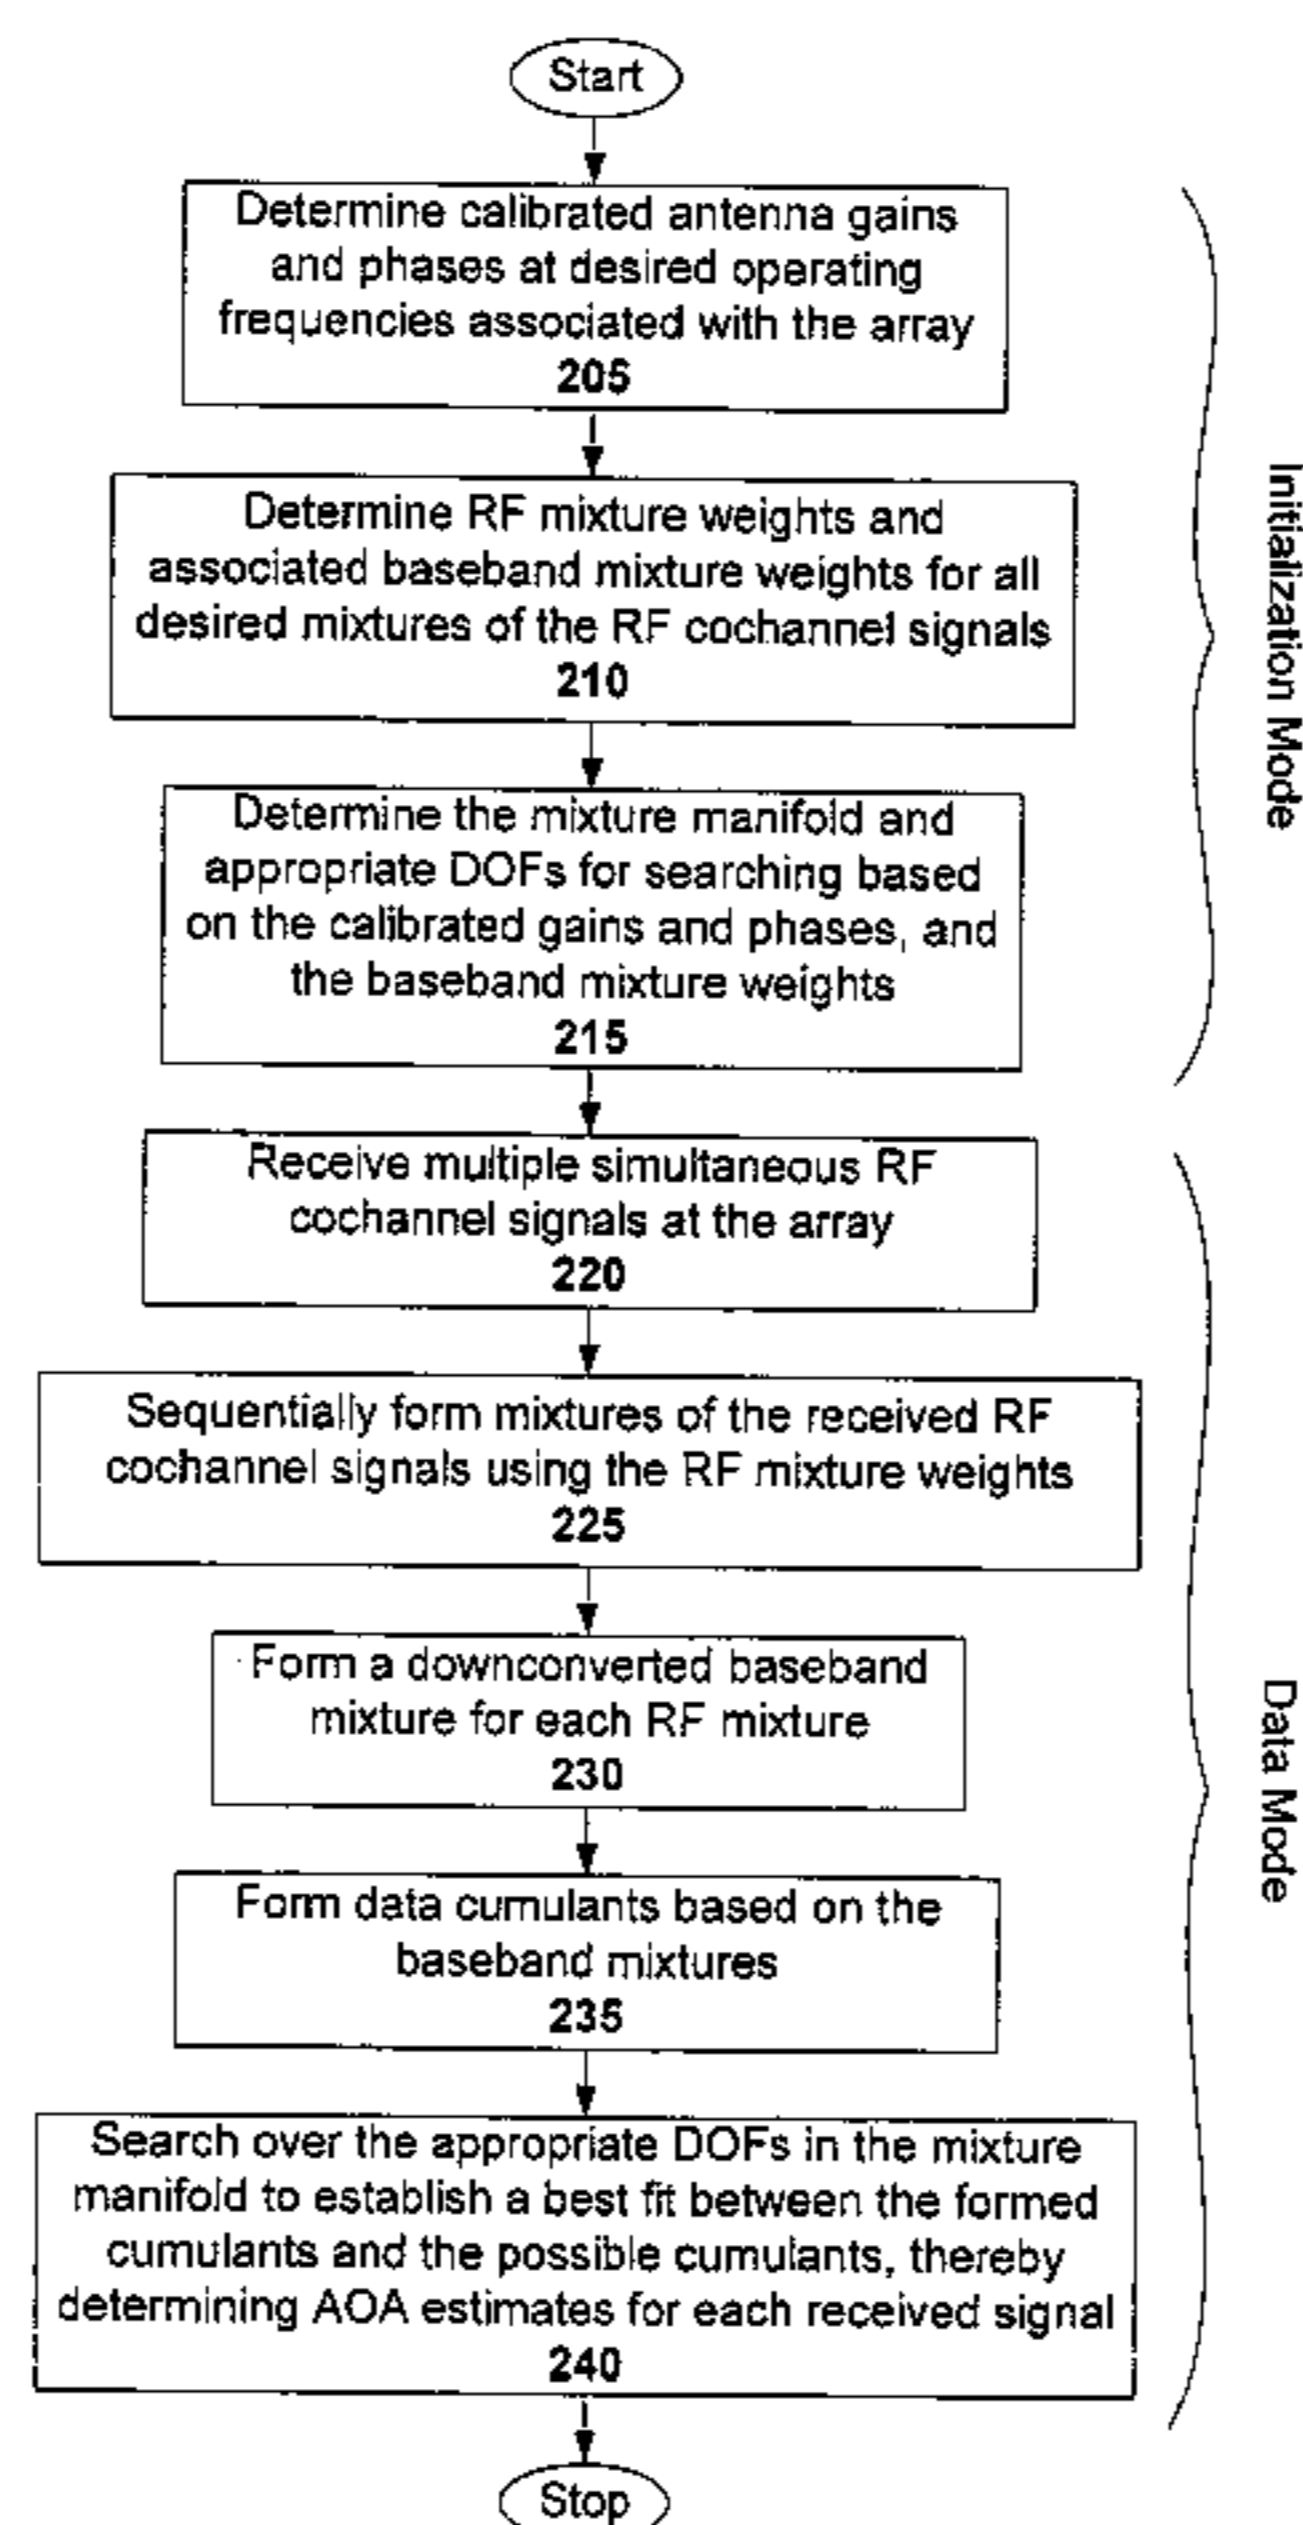 Start
Determine calibrated antenna gains
and phases at desired operating
frequencies associated with the array
205
Determine RF mixture weights and
associated baseband mixture weights for all
desired mixtures of the RF cochannel signals
210
Determine the mixture manifold and
appropriate DOFs for searching based
on the calibrated gains and phases, and
the baseband mixture weights
215
Initialization Mode
Receive multiple simultaneous RF
cochannel signals at the array
220
Sequentially form mixtures of the received RF
cochannel signals using the RF mixture weights
225
Form a downconverted baseband
mixture for each RF mixture
230
Form data cumulants based on the
baseband mixtures
235
Search over the appropriate DOFs in the mixture
manifold to establish a best fit between the formed
cumulants and the possible cumulants, thereby
determining AOA estimates for each received signal
240
Data Mode
Stop